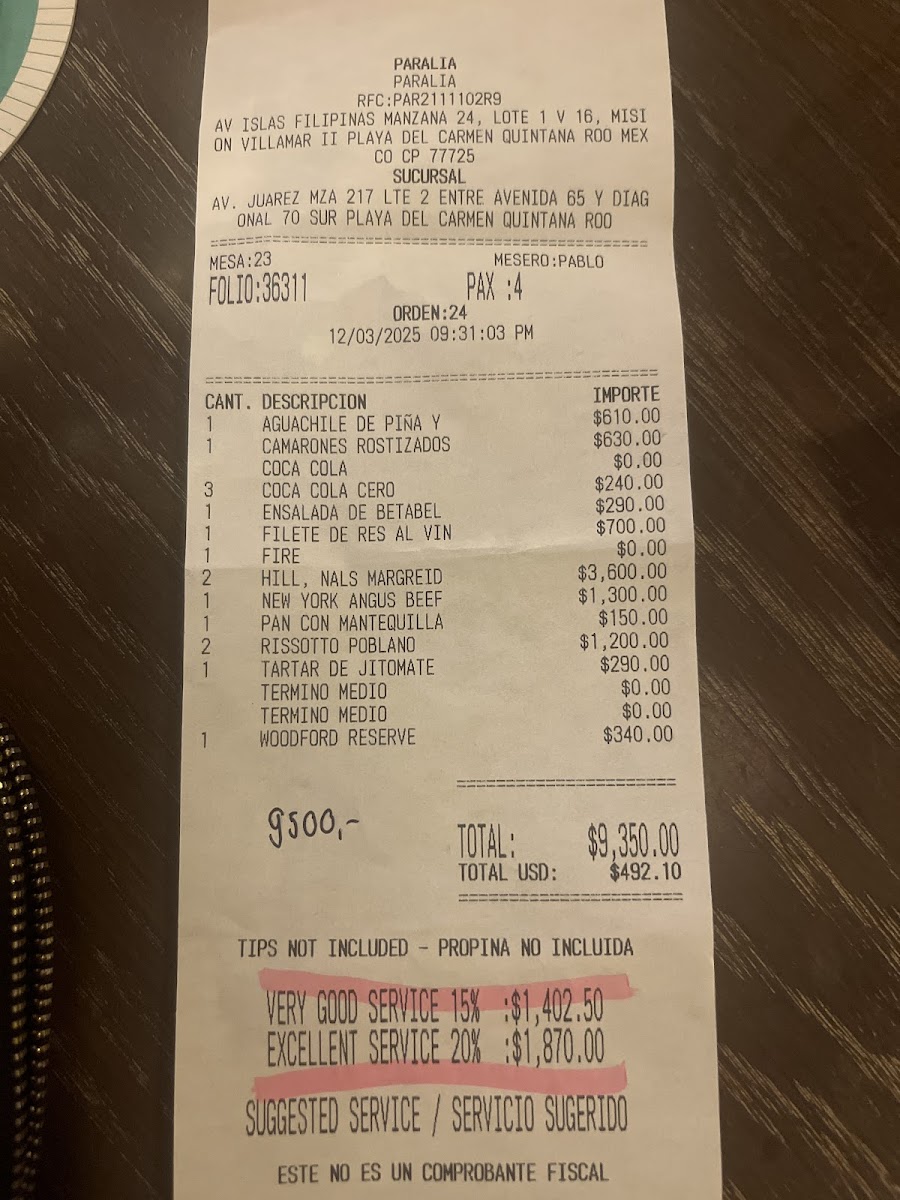 PARALIA
PARALIA
RFC:PAR2111102R9
AV ISLAS FILIPINAS MANZANA 24, LOTE 1 V 16, MISI
ON VILLAMAR II PLAYA DEL CARMEN QUINTANA ROO MEX
CO CP 77725
SUCURSAL
AV. JUAREZ MZA 217 LTE 2 ENTRE AVENIDA 65 Y DIAG
ONAL 70 SUR PLAYA DEL CARMEN QUINTANA ROO
MESA:23 MESERO:PABLO
FOLIO:36311 PAX :4
ORDEN:24
12/03/2025 09:31:03 PM
CANT. DESCRIPCION IMPORTE
1 AGUACHILE DE PIÑA Y $610.00
1 CAMARONES ROSTIZADOS $630.00
COCA COLA $0.00
3 COCA COLA CERO $240.00
1 ENSALADA DE BETABEL $290.00
1 FILETE DE RES AL VIN $700.00
1 FIRE $0.00
2 HILL, NALS MARGREID $3,600.00
1 NEW YORK ANGUS BEEF $1,300.00
1 PAN CON MANTEQUILLA $150.00
2 RISSOTTO POBLANO $1,200.00
1 TARTAR DE JITOMATE $290.00
TERMINO MEDIO $0.00
TERMINO MEDIO $0.00
1 WOODFORD RESERVE $340.00
9500,-
TOTAL: $9,350.00
TOTAL USD: $492.10
TIPS NOT INCLUDED - PROPINA NO INCLUIDA
VERY GOOD SERVICE 15% :$1,402.50
EXCELLENT SERVICE 20% :$1,870.00
SUGGESTED SERVICE / SERVICIO SUGERIDO
ESTE NO ES UN COMPROBANTE FISCAL